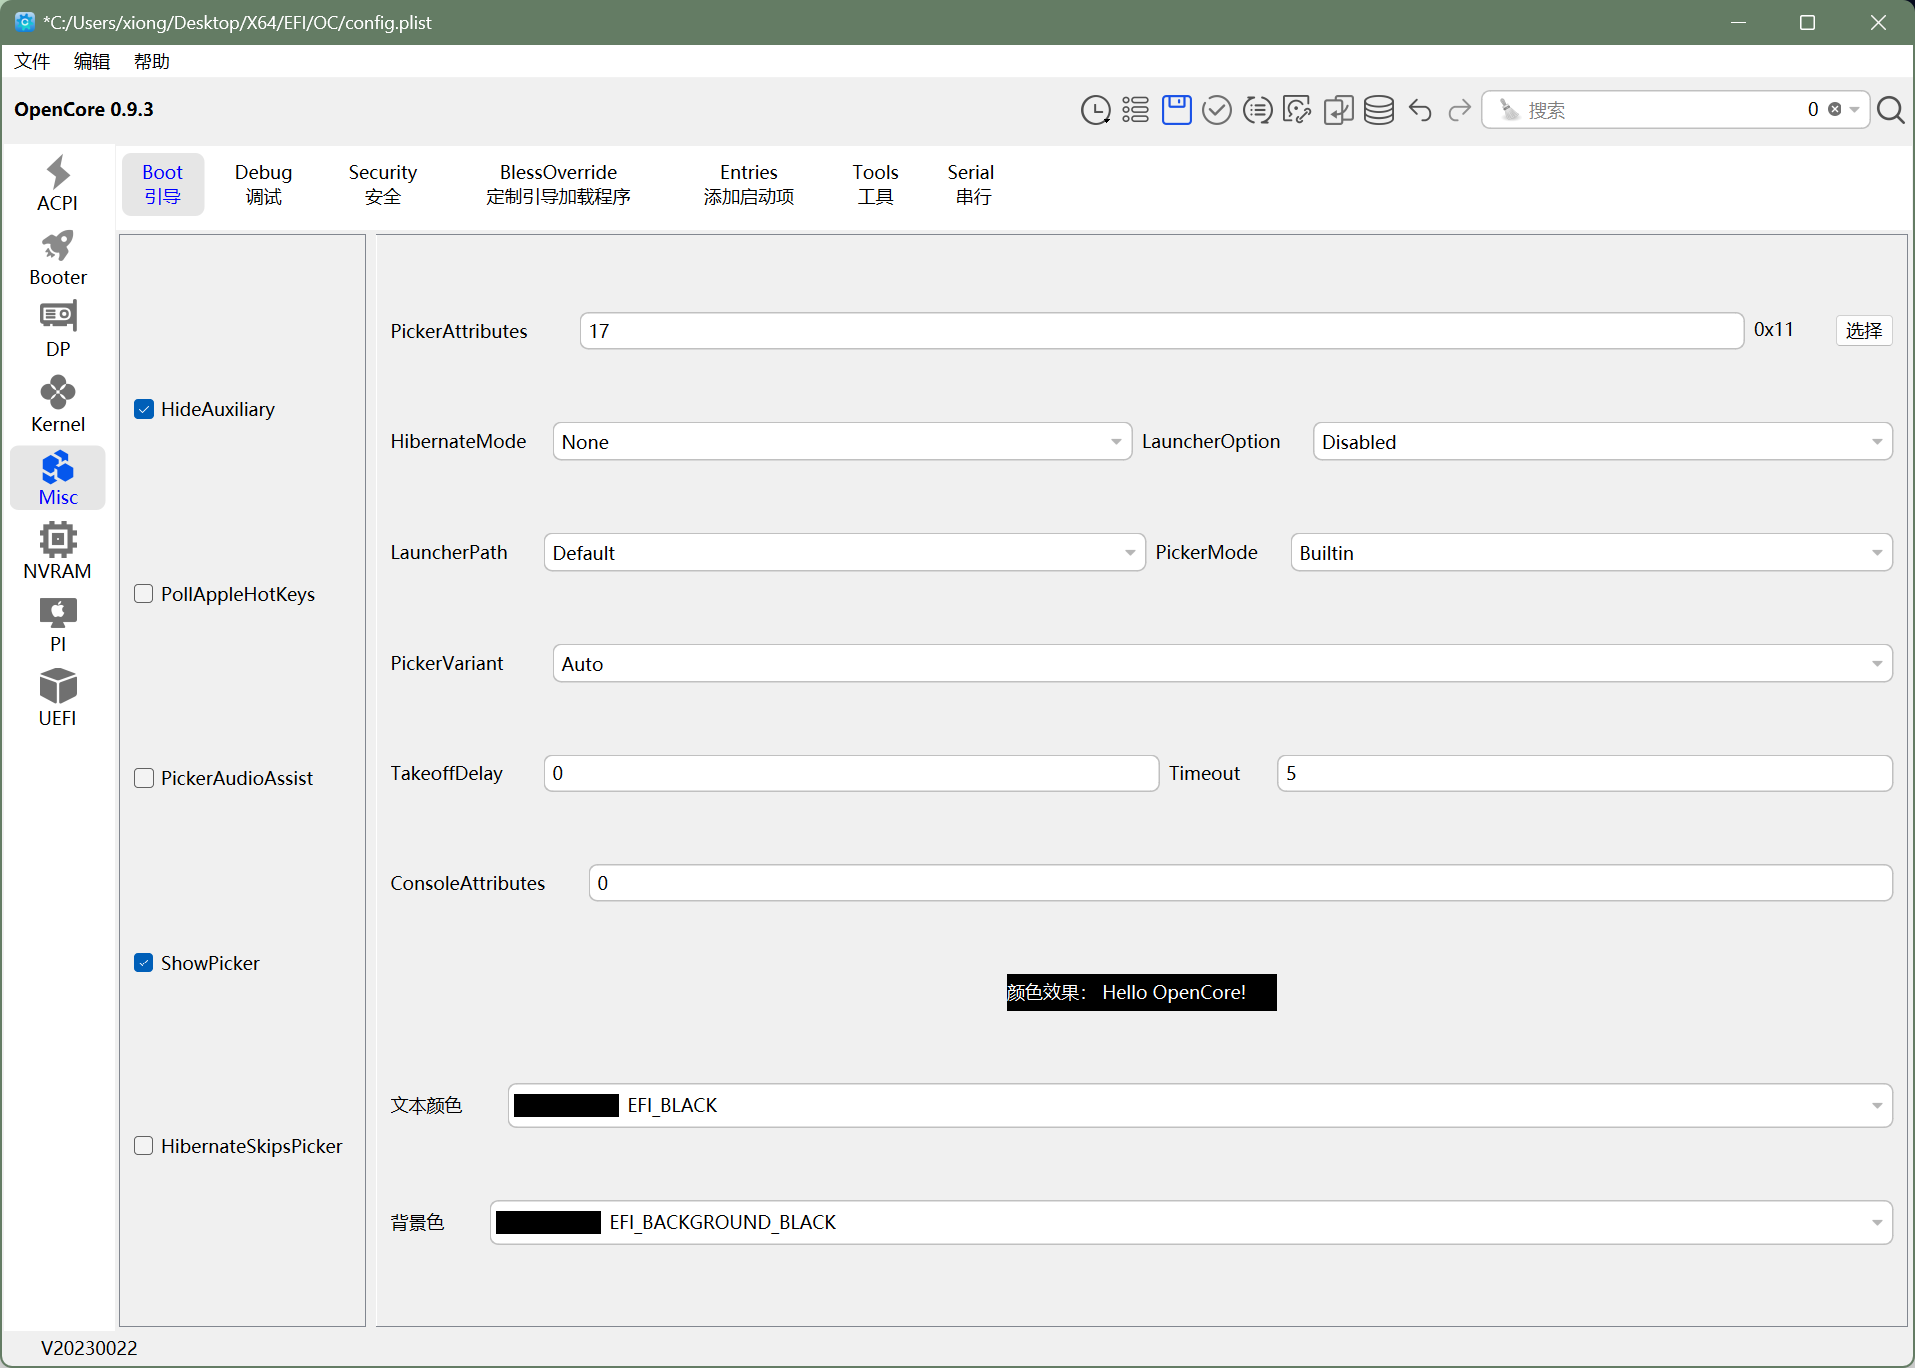 *C:/Users/xiong/Desktop/X64/EFI/OC/config.plist
文件 编辑 帮助
OpenCore 0.9.3
搜索 0
ACPI
Booter
DP
Kernel
Misc
NVRAM
PI
UEFI
Boot Debug Security BlessOverride Entries Tools Serial
引导 调试 安全 定制引导加载程序 添加启动项 工具 串行
HideAuxiliary
PollAppleHotKeys
PickerAudioAssist
ShowPicker
HibernateSkipsPicker
PickerAttributes 17 0x11 选择
HibernateMode None LauncherOption Disabled
LauncherPath Default PickerMode Builtin
PickerVariant Auto
TakeoffDelay 0 Timeout 5
ConsoleAttributes 0
颜色效果： Hello OpenCore!
文本颜色 EFI_BLACK
背景色 EFI_BACKGROUND_BLACK
V20230022